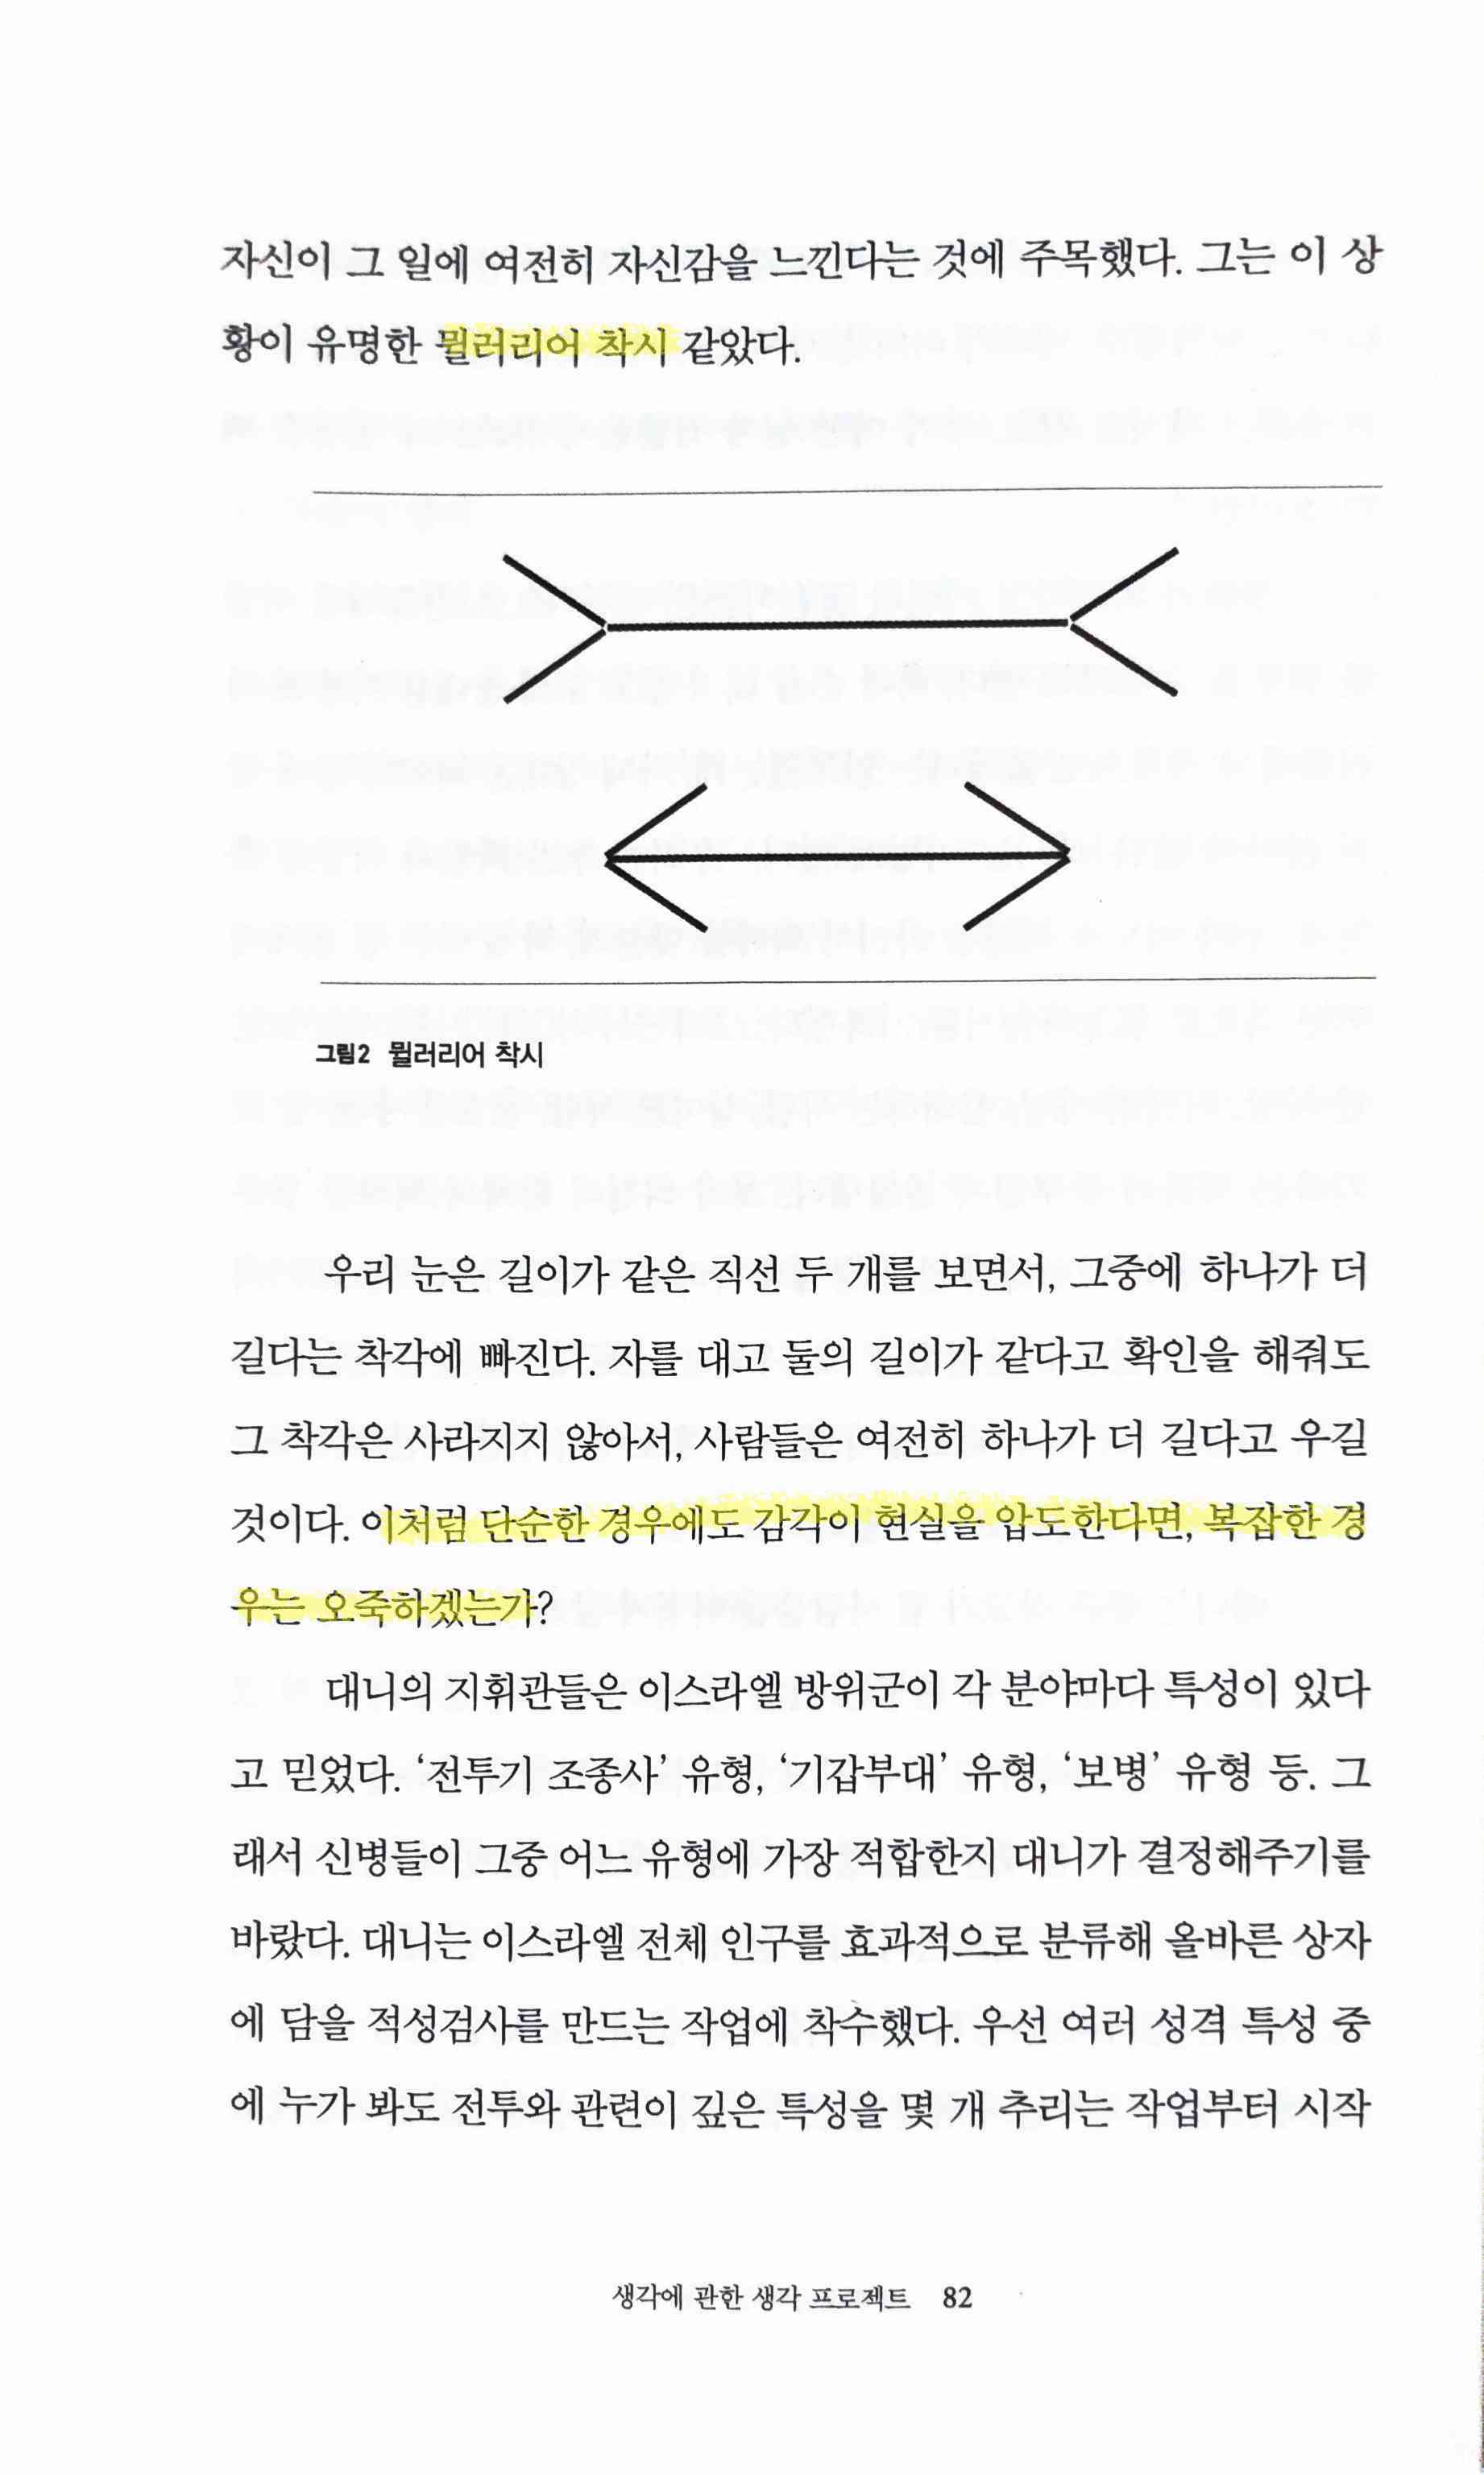 자신이 그 일에 여전히 자신감을 느낀다는 것에 주목했다. 그는 이 상
황이 유명한 뮐러리어 착시 같았다.
그림2 뮐러리어 착시
우리 눈은 길이가 같은 직선 두 개를 보면서, 그중에 하나가 더
길다는 착각에 빠진다. 자를 대고 둘의 길이가 같다고 확인을 해줘도
그 착각은 사라지지 않아서, 사람들은 여전히 하나가 더 길다고 우길
것이다. 이처럼 단순한 경우에도 감각이 현실을 압도한다면, 복잡한 경
우는 오죽하겠는가?
대니의 지휘관들은 이스라엘 방위군이 각 분야마다 특성이 있다
고 믿었다. ‘전투기 조종사’ 유형, ‘기갑부대’ 유형, ‘보병’ 유형 등. 그
래서 신병들이 그중 어느 유형에 가장 적합한지 대니가 결정해주기를
바랐다. 대니는 이스라엘 전체 인구를 효과적으로 분류해 올바른 상자
에 담을 적성검사를 만드는 작업에 착수했다. 우선 여러 성격 특성 중
에 누가 봐도 전투와 관련이 깊은 특성을 몇 개 추리는 작업부터 시작
생각에 관한 생각 프로젝트 82